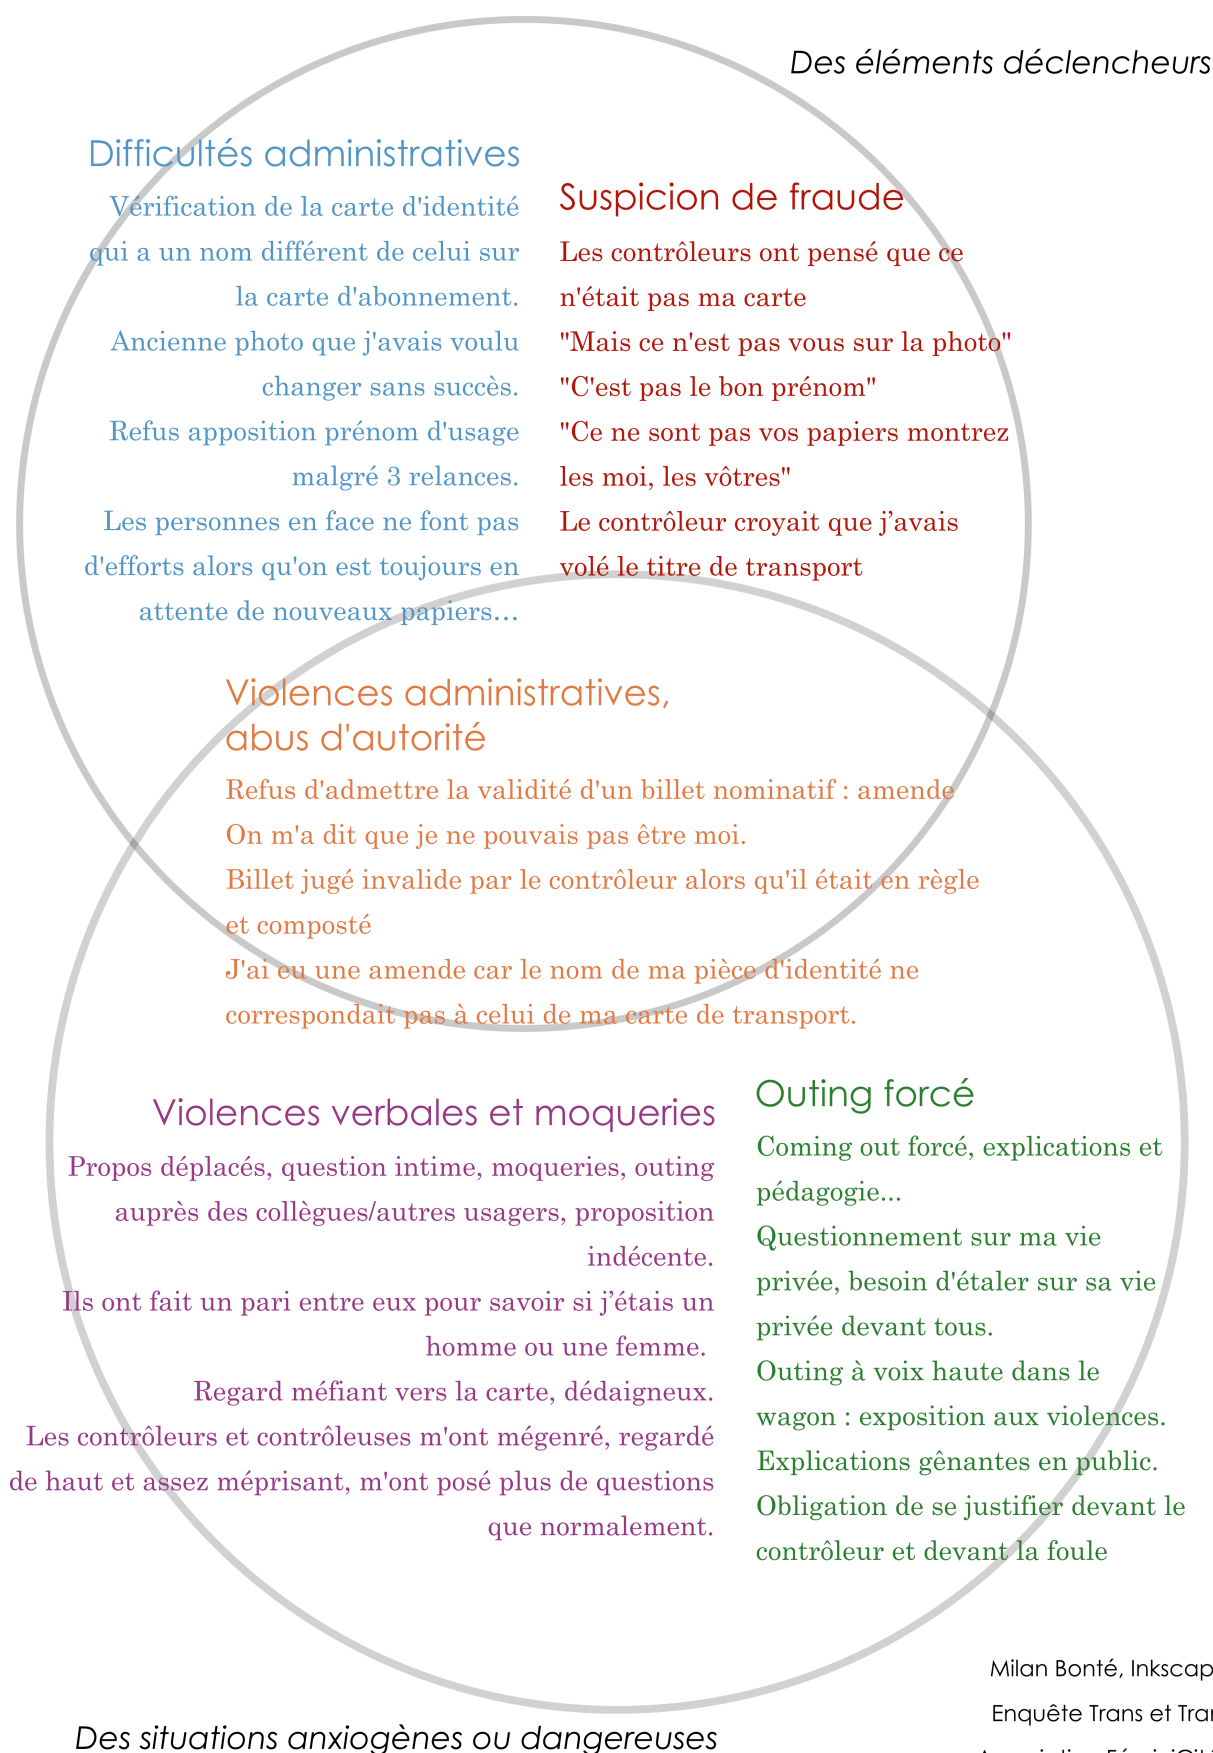 Des éléments déclencheurs
Difficultés administratives
Vérification de la carte d'identité
qui a un nom différent de celui sur
la carte d'abonnement.
Ancienne photo que j'avais voulu
changer sans succès.
Refus apposition prénom d'usage
malgré 3 relances.
Les personnes en face ne font pas
d'efforts alors qu'on est toujours en
attente de nouveaux papiers…
Suspicion de fraude
Les contrôleurs ont pensé que ce
n'était pas ma carte
"Mais ce n'est pas vous sur la photo"
"C'est pas le bon prénom"
"Ce ne sont pas vos papiers montrez
les moi, les vôtres"
Le contrôleur croyait que j’avais
volé le titre de transport
Violences administratives,
abus d'autorité
Refus d'admettre la validité d'un billet nominatif : amende
On m'a dit que je ne pouvais pas être moi.
Billet jugé invalide par le contrôleur alors qu'il était en règle
et composté
J'ai eu une amende car le nom de ma pièce d'identité ne
correspondait pas à celui de ma carte de transport.
Violences verbales et moqueries
Propos déplacés, question intime, moqueries, outing
auprès des collègues/autres usagers, proposition
indécente.
Ils ont fait un pari entre eux pour savoir si j’étais un
homme ou une femme.
Regard méfiant vers la carte, dédaigneux.
Les contrôleurs et contrôleuses m'ont mégenré, regardé
de haut et assez méprisant, m'ont posé plus de questions
que normalement.
Outing forcé
Coming out forcé, explications et
pédagogie...
Questionnement sur ma vie
privée, besoin d'étaler sur sa vie
privée devant tous.
Outing à voix haute dans le
wagon : exposition aux violences.
Explications gênantes en public.
Obligation de se justifier devant le
contrôleur et devant la foule
Milan Bonté, Inkscap
Enquête Trans et Tra
Des situations anxiogènes ou dangereuses
Association